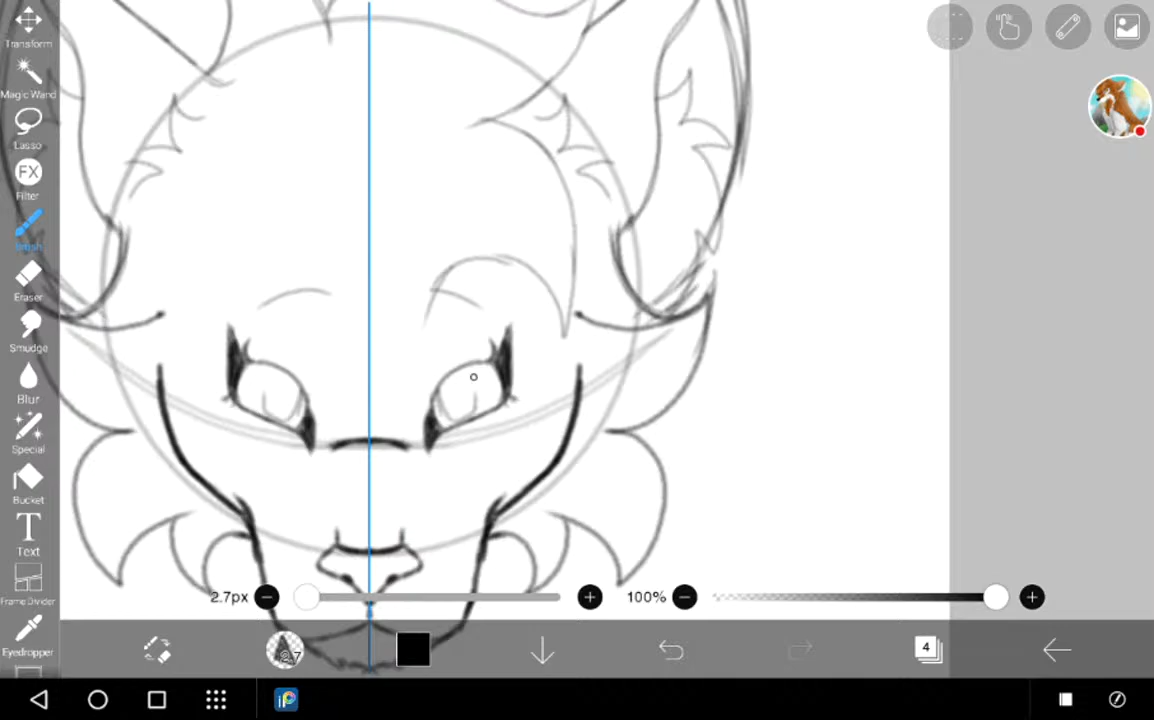 Transform
Magic Wand
Lasso
FX
Filter
Brush
Eraser
Smudge
Blur
Special
Bucket
T
Text
Frame Divider
Eyedropper
2.7px
100%
4
iP